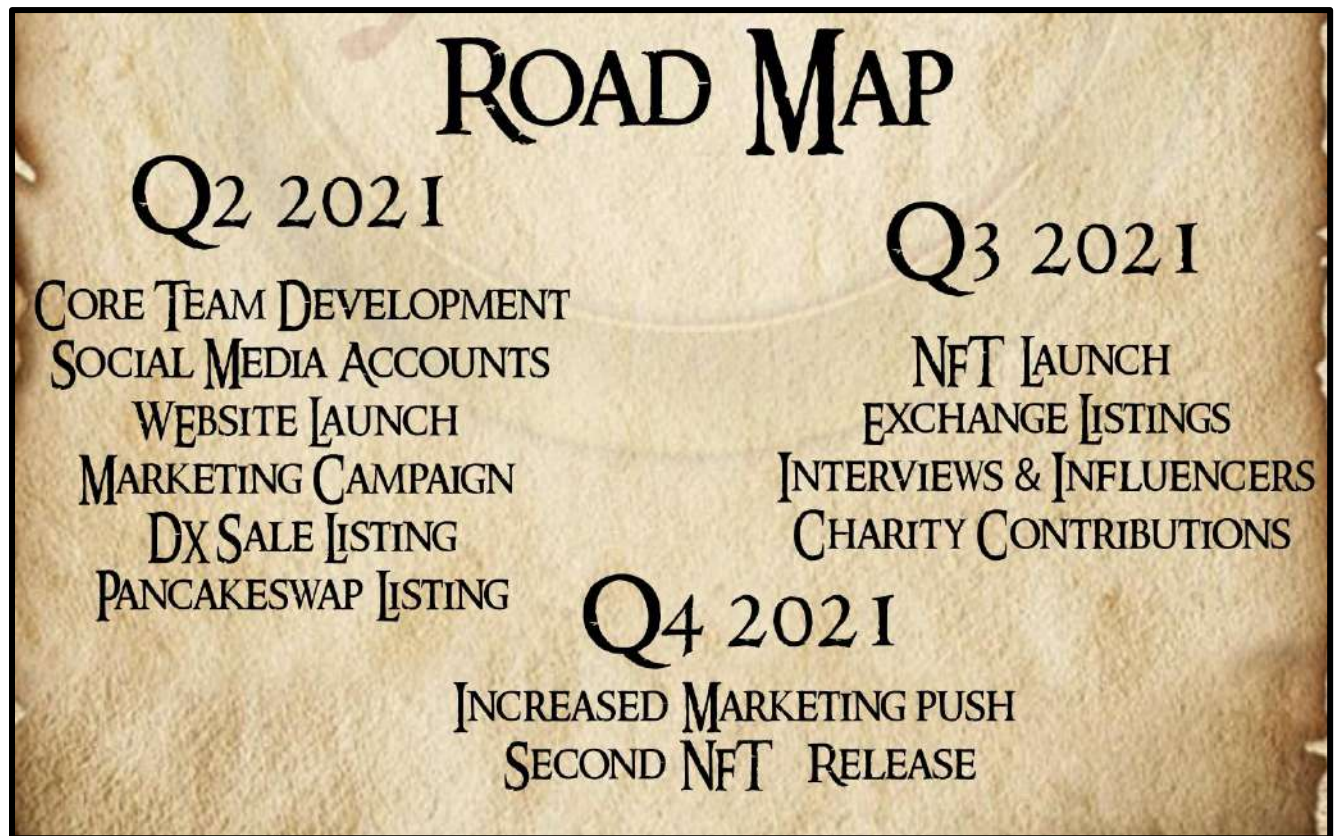 Road Map
Q2 2021
Core Team Development
Social Media Accounts
Website Launch
Marketing Campaign
Dx Sale Listing
Pancakeswap Listing
Q3 2021
NFT Launch
Exchange Listings
Interviews & Influencers
Charity Contributions
Q4 2021
Increased Marketing push
Second NFT Release